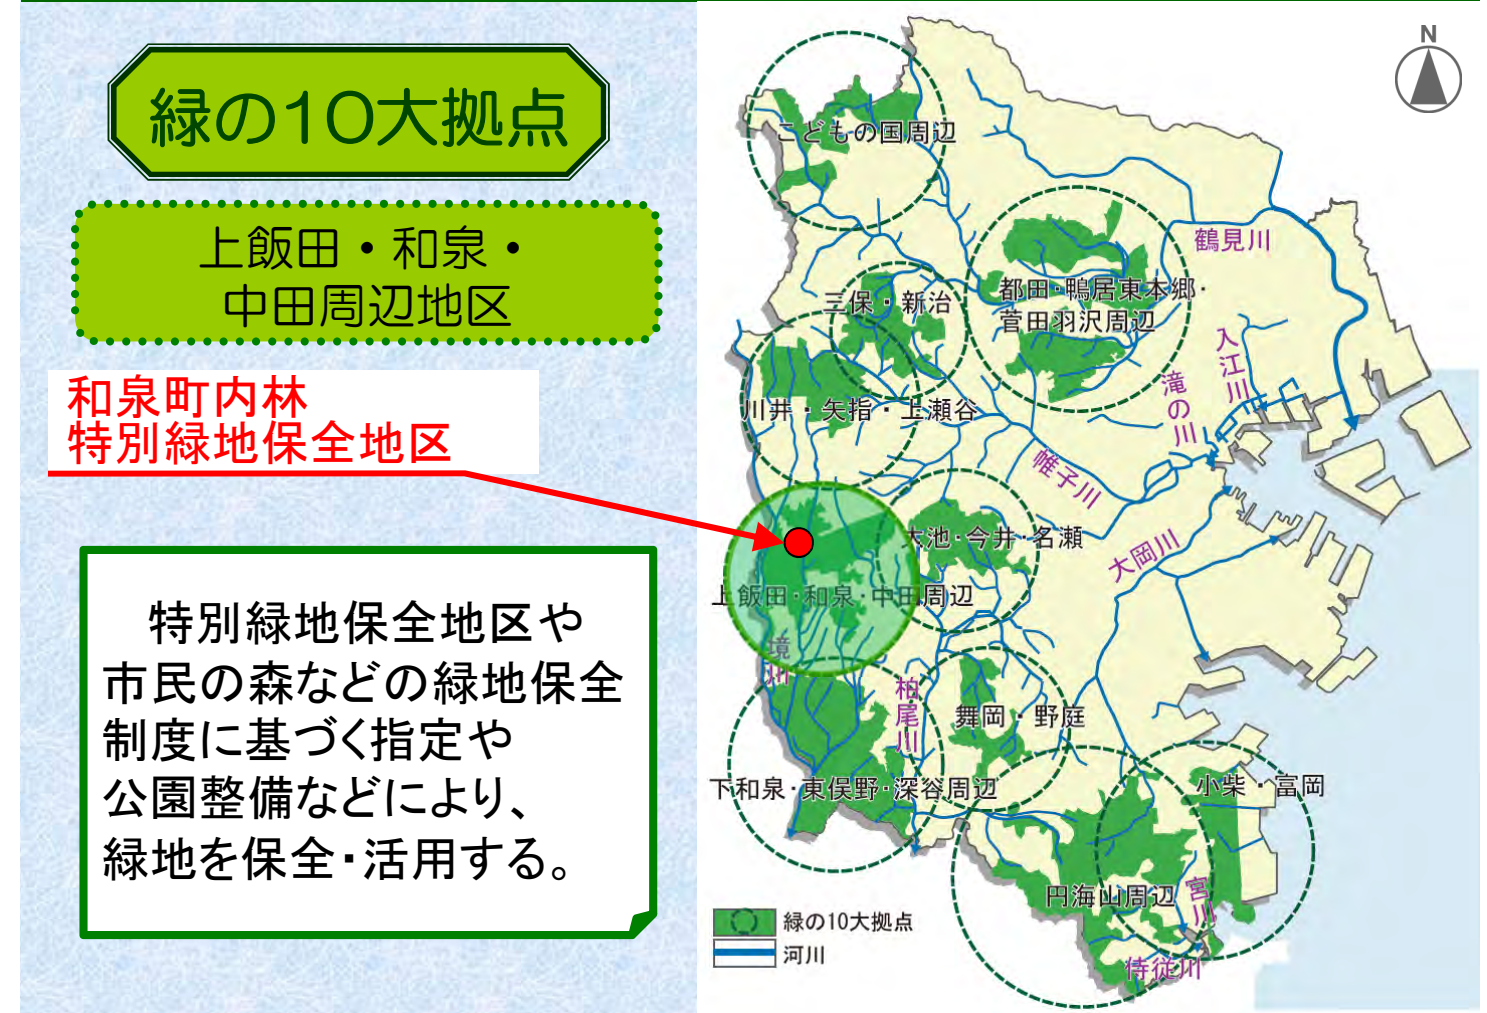 緑の10大拠点
上飯田・和泉・
中田周辺地区
和泉町内林
特別緑地保全地区
特別緑地保全地区や
市民の森などの緑地保全
制度に基づく指定や
公園整備などにより、
緑地を保全・活用する。
N
こどもの国周辺
鶴見川
都田・鴨居東本郷・
菅田羽沢周辺
三保・新治
入江川
滝の川
川井・矢指・上瀬谷
帷子川
大池・今井・名瀬
大岡川
上飯田・和泉・中田周辺
境川
柏尾川
舞岡・野庭
下和泉・東俣野・深谷周辺
小柴・富岡
円海山周辺
宮川
侍従川
緑の10大拠点
河川